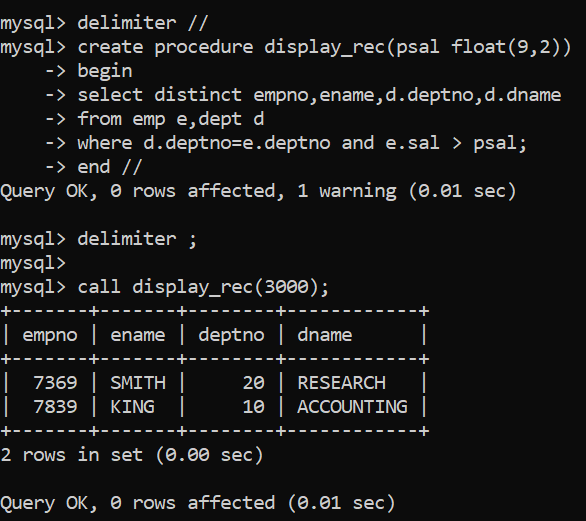 mysql> delimiter //
mysql> create procedure display_rec(psal float(9,2))
    -> begin
    -> select distinct empno,ename,d.deptno,d.dname
    -> from emp e,dept d
    -> where d.deptno=e.deptno and e.sal > psal;
    -> end //
Query OK, 0 rows affected, 1 warning (0.01 sec)

mysql> delimiter ;
mysql>
mysql> call display_rec(3000);
+-------+-------+--------+------------+
| empno | ename | deptno | dname      |
+-------+-------+--------+------------+
|  7369 | SMITH |     20 | RESEARCH   |
|  7839 | KING  |     10 | ACCOUNTING |
+-------+-------+--------+------------+
2 rows in set (0.00 sec)

Query OK, 0 rows affected (0.01 sec)